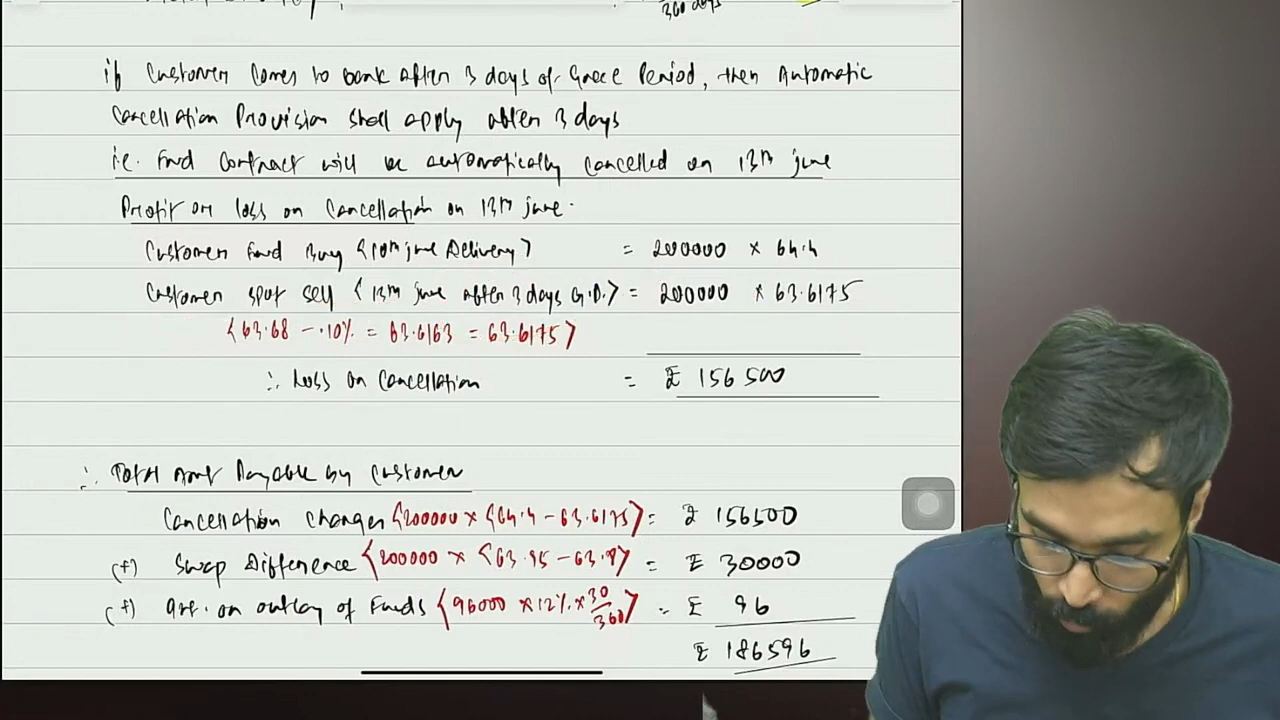 360 days
if Customer Comes to bank after 3 days of Grace Period, then Automatic
Cancellation Provision shall apply after 3 days
i.e. Fwd Contract will be automatically cancelled on 13th june
Profit or loss on Cancellation on 13th june.
Customer Fwd Buy {10th june Delivery} = 200000 × 64.4
Customer spot sell {13th june after 3 days G.P.} = 200000 × 63.6175
{63.68 - .10% = 63.6163 = 63.6175}
∴ Loss on Cancellation = ₹ 156500
∴ Total Amt Payable by Customer
Cancellation Charges {200000 × {64.4 - 63.6175} = ₹ 156500
(+) Swap Difference {200000 × {63.95 - 63.8} = ₹ 30000
(+) Int. on outlay of Funds {96000 × 12% × 30/360} = ₹ 96
₹ 186596